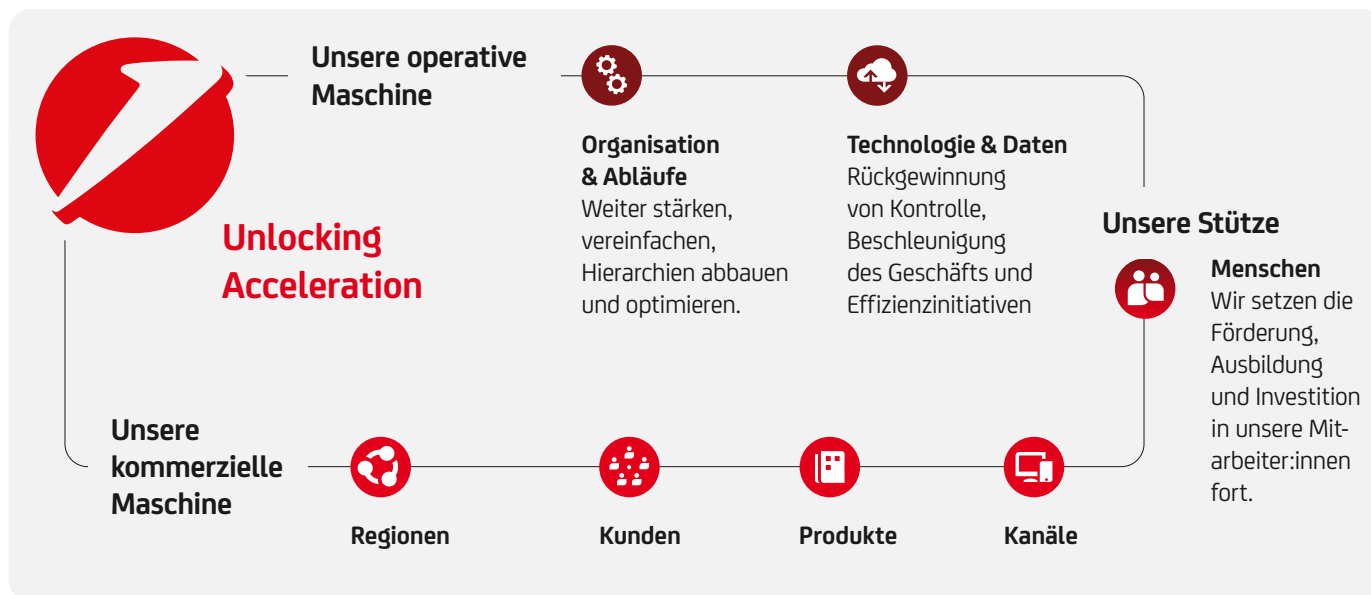 Unsere operative
Maschine
Organisation
& Abläufe
Weiter stärken,
vereinfachen,
Hierarchien abbauen
und optimieren.
Technologie & Daten
Rückgewinnung
von Kontrolle,
Beschleunigung
des Geschäfts und
Effizienzinitiativen
Unlocking
Acceleration
Unsere Stütze
Menschen
Wir setzen die
Förderung,
Ausbildung
und Investition
in unsere Mit-
arbeiter:innen
fort.
Unsere
kommerzielle
Maschine
Regionen
Kunden
Produkte
Kanäle